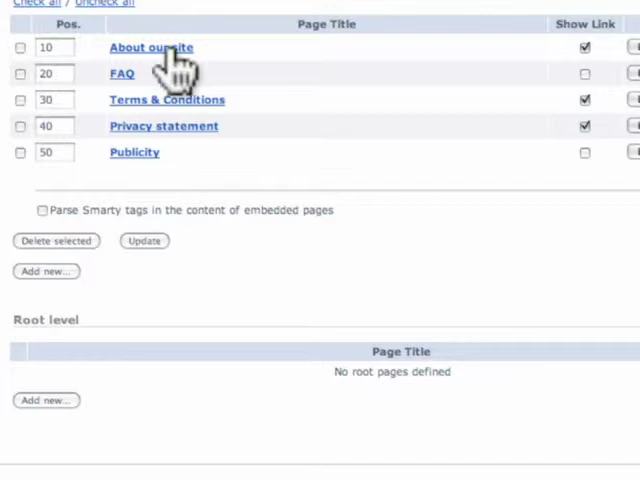 Check all / Uncheck all
Pos. Page Title Show Link
10 About our site
20 FAQ
30 Terms & Conditions
40 Privacy statement
50 Publicity
Parse Smarty tags in the content of embedded pages
Delete selected Update
Add new...
Root level
Page Title
No root pages defined
Add new...